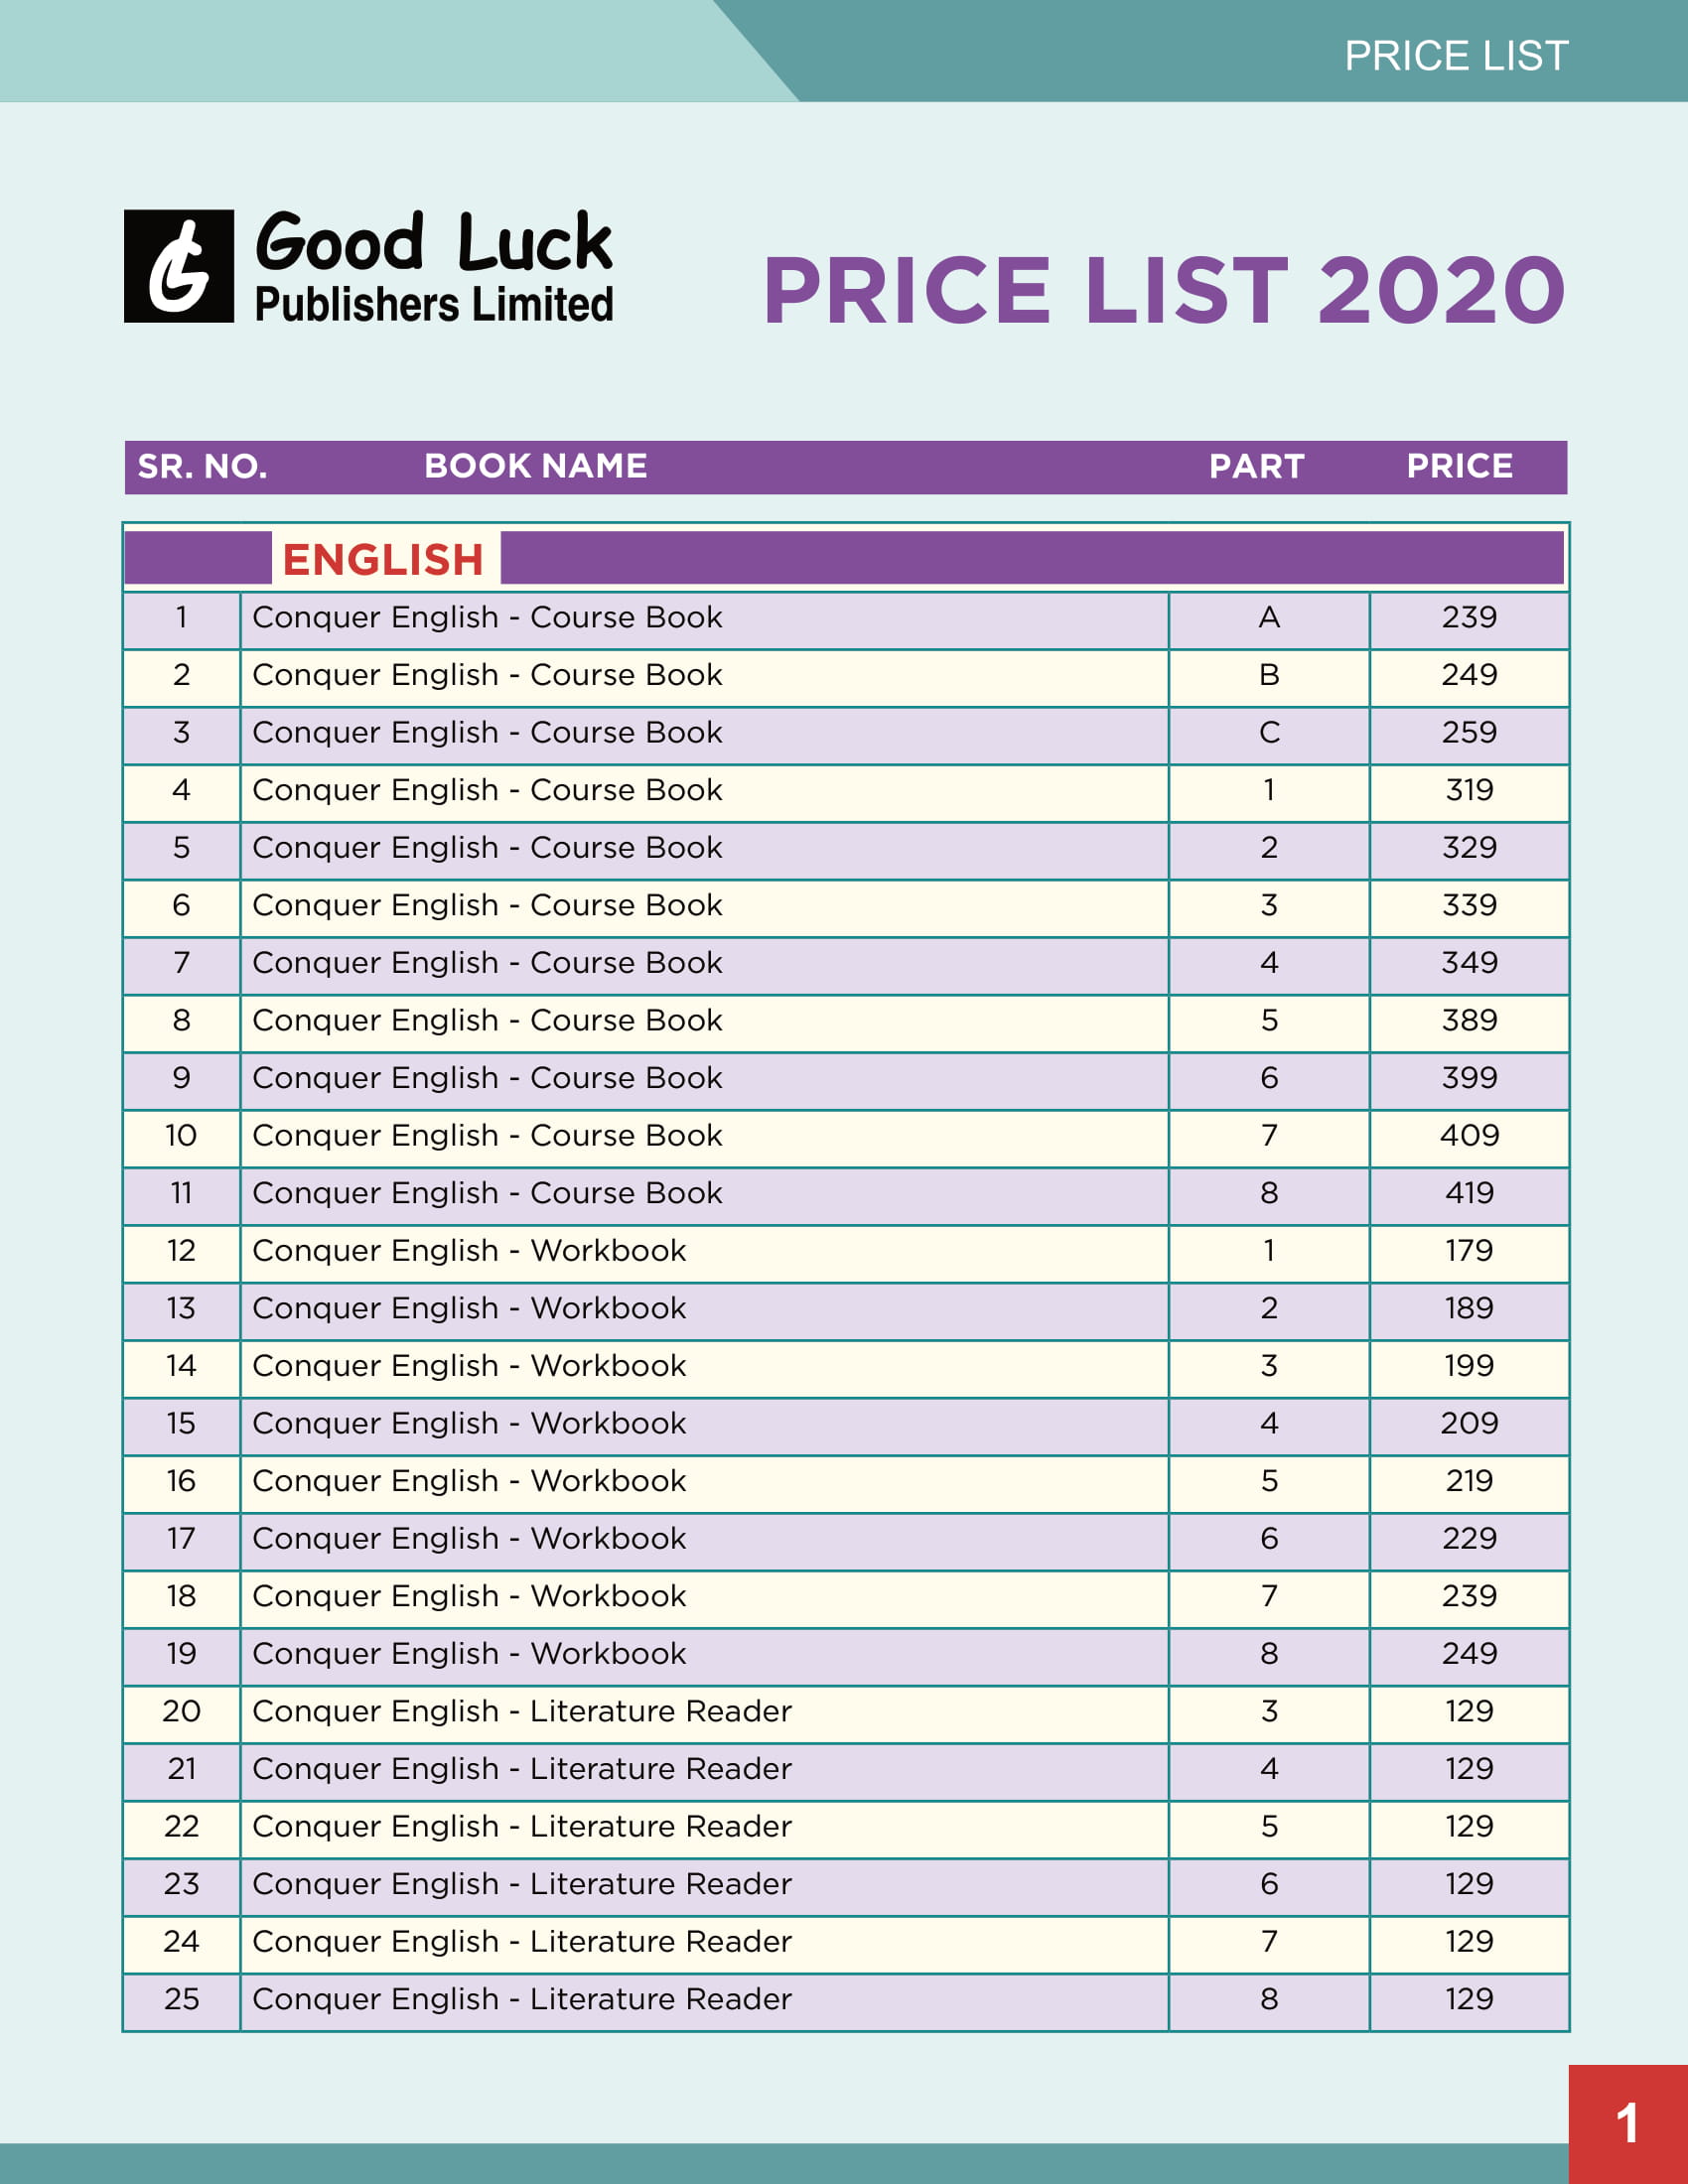 PRICE LIST
Good Luck
Publishers Limited
PRICE LIST 2020
SR. NO. BOOK NAME PART PRICE
ENGLISH
1 Conquer English - Course Book A 239
2 Conquer English - Course Book B 249
3 Conquer English - Course Book C 259
4 Conquer English - Course Book 1 319
5 Conquer English - Course Book 2 329
6 Conquer English - Course Book 3 339
7 Conquer English - Course Book 4 349
8 Conquer English - Course Book 5 389
9 Conquer English - Course Book 6 399
10 Conquer English - Course Book 7 409
11 Conquer English - Course Book 8 419
12 Conquer English - Workbook 1 179
13 Conquer English - Workbook 2 189
14 Conquer English - Workbook 3 199
15 Conquer English - Workbook 4 209
16 Conquer English - Workbook 5 219
17 Conquer English - Workbook 6 229
18 Conquer English - Workbook 7 239
19 Conquer English - Workbook 8 249
20 Conquer English - Literature Reader 3 129
21 Conquer English - Literature Reader 4 129
22 Conquer English - Literature Reader 5 129
23 Conquer English - Literature Reader 6 129
24 Conquer English - Literature Reader 7 129
25 Conquer English - Literature Reader 8 129
1